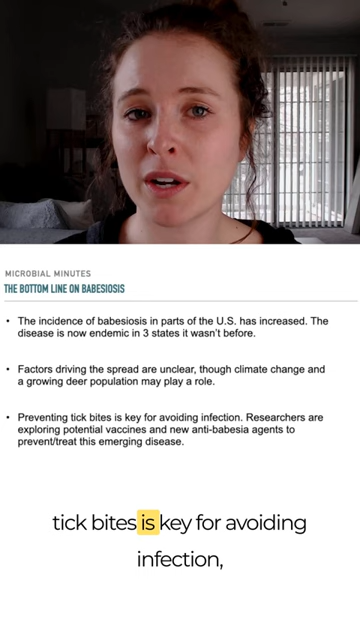 MICROBIAL MINUTES
THE BOTTOM LINE ON BABESIOSIS
• The incidence of babesiosis in parts of the U.S. has increased. The
disease is now endemic in 3 states it wasn't before.
• Factors driving the spread are unclear, though climate change and
a growing deer population may play a role.
• Preventing tick bites is key for avoiding infection. Researchers are
exploring potential vaccines and new anti-babesia agents to
prevent/treat this emerging disease.
tick bites is key for avoiding
infection,